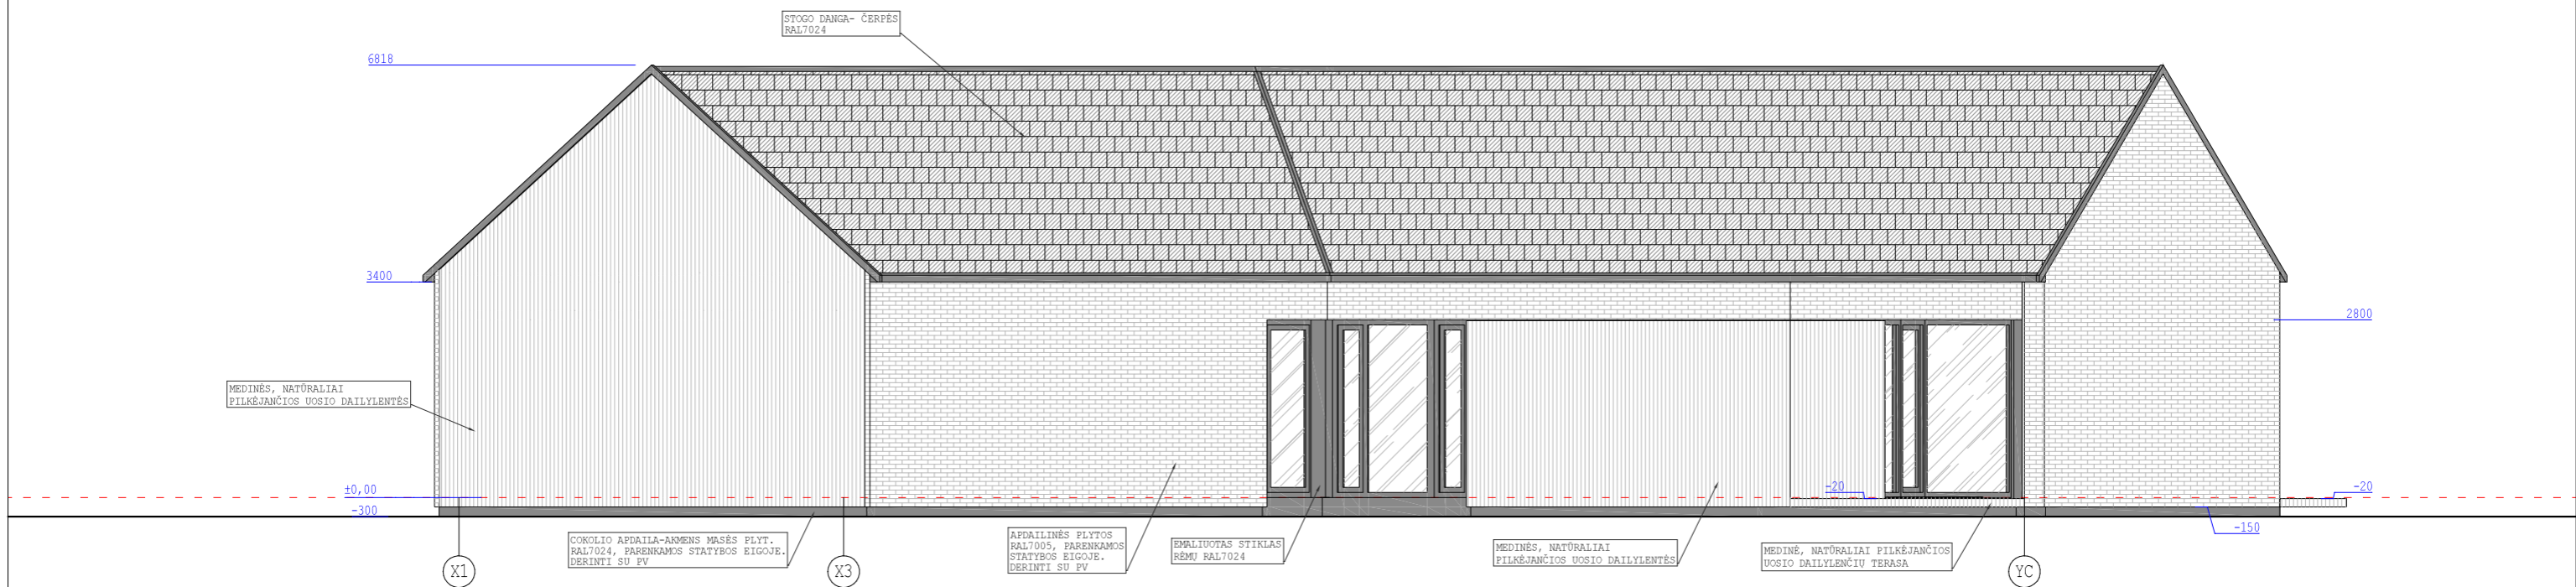 STOGO DANGA- ČERPĖS
RAL7024
6818
3400
2800
MEDINĖS, NATŪRALIAI
PILKĖJANČIOS UOSIO DAILYLENTĖS
±0,00
-300
-20
-20
-150
COKOLIO APDAILA-AKMENS MASĖS PLYT.
RAL7024, PARENKAMOS STATYBOS EIGOJE.
DERINTI SU PV
APDAILINĖS PLYTOS
RAL7005, PARENKAMOS
STATYBOS EIGOJE.
DERINTI SU PV
EMALIUOTAS STIKLAS
RĖMŲ RAL7024
MEDINĖS, NATŪRALIAI
PILKĖJANČIOS UOSIO DAILYLENTĖS
MEDINĖ, NATŪRALIAI PILKĖJANČIOS
UOSIO DAILYLENČIŲ TERASA
X1
X3
YC